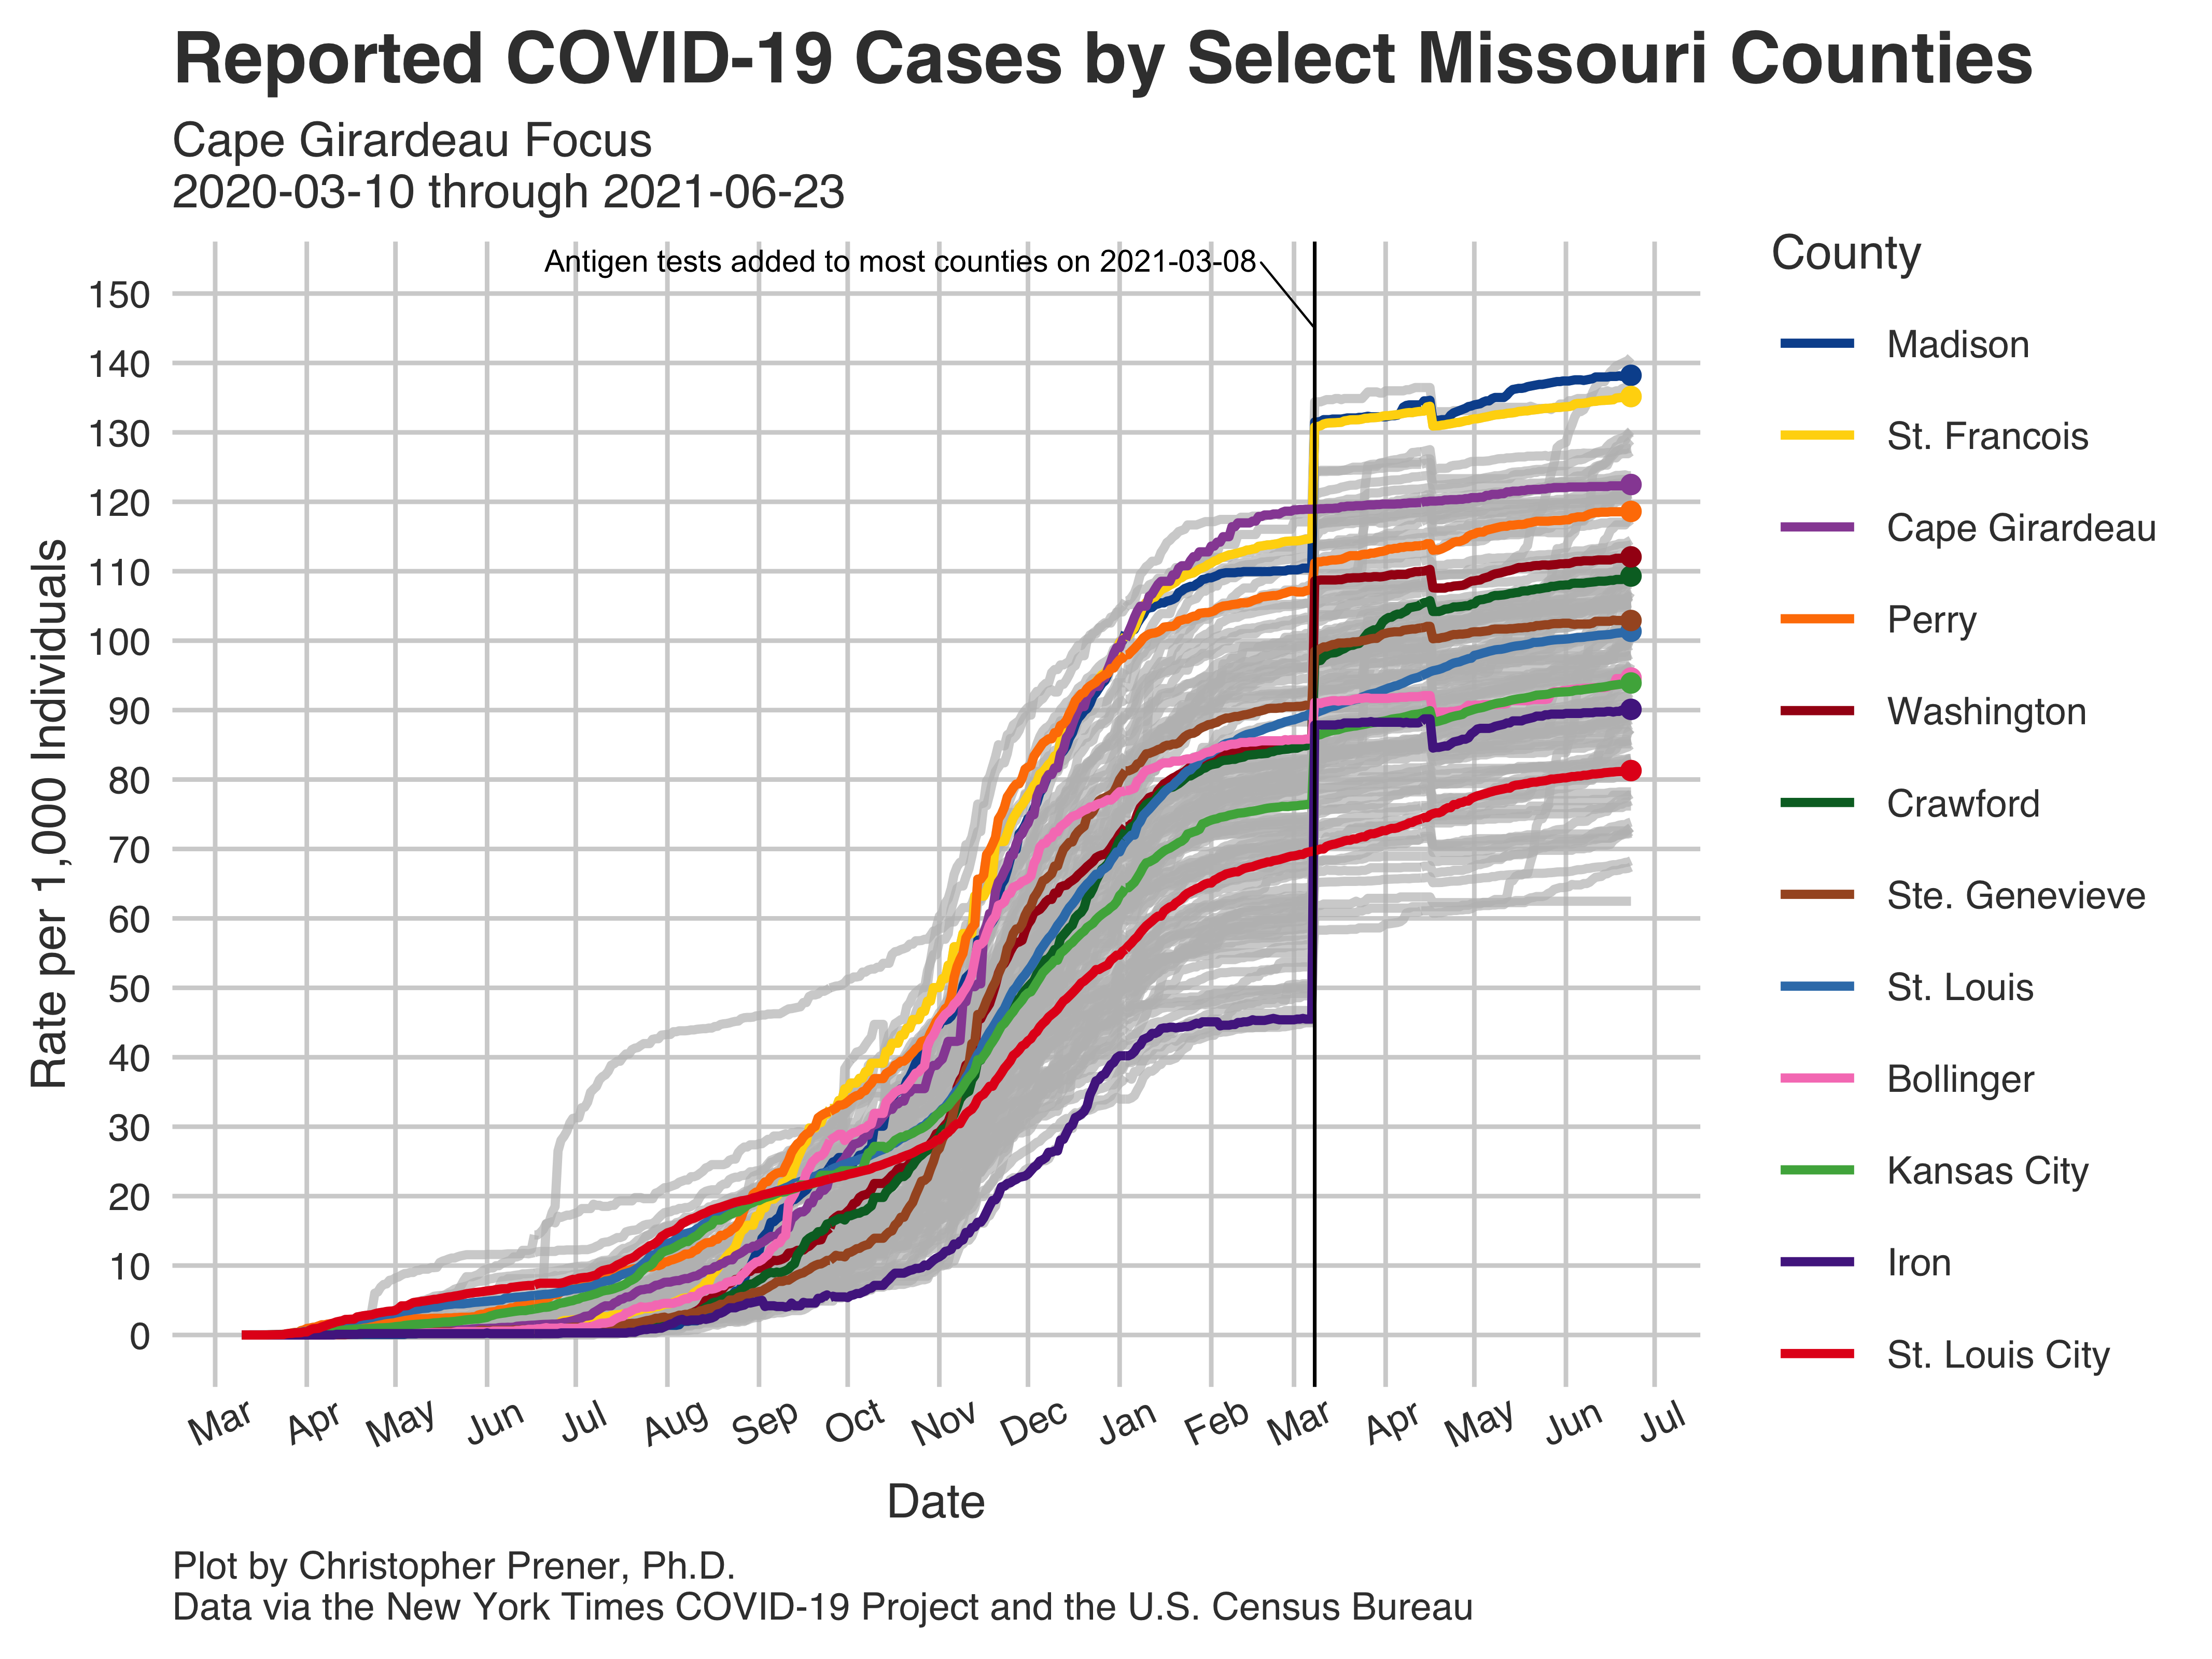 Reported COVID-19 Cases by Select Missouri Counties
Cape Girardeau Focus
2020-03-10 through 2021-06-23
Antigen tests added to most counties on 2021-03-08
Rate per 1,000 Individuals
150
140
130
120
110
100
90
80
70
60
50
40
30
20
10
0
Mar
Apr
May
Jun
Jul
Aug
Sep
Oct
Nov
Dec
Jan
Feb
Mar
Apr
May
Jun
Jul
Date
County
Madison
St. Francois
Cape Girardeau
Perry
Washington
Crawford
Ste. Genevieve
St. Louis
Bollinger
Kansas City
Iron
St. Louis City
Plot by Christopher Prener, Ph.D.
Data via the New York Times COVID-19 Project and the U.S. Census Bureau